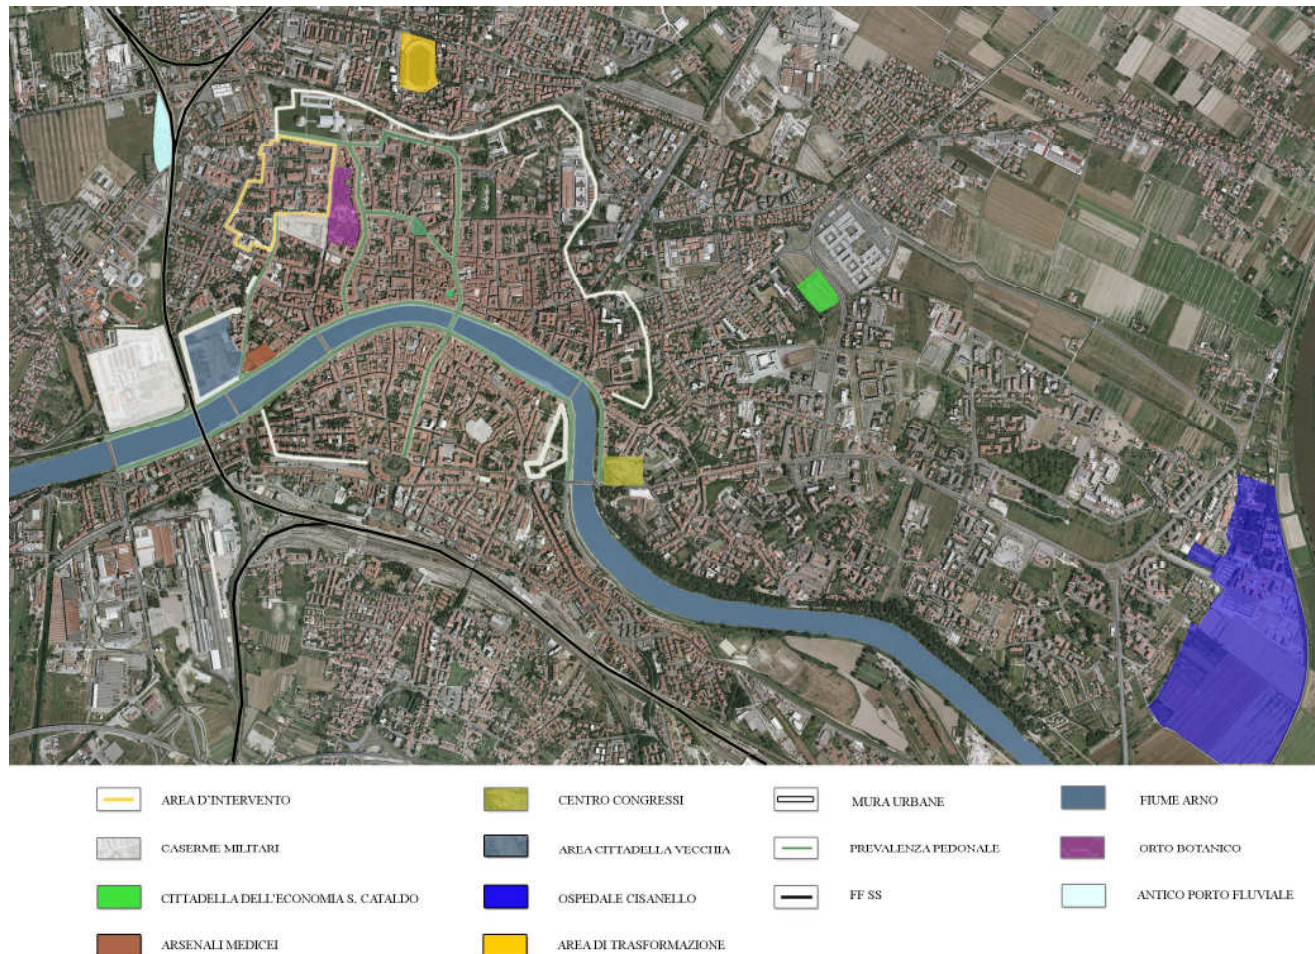 AREA D'INTERVENTO
CENTRO CONGRESSI
MURA URBANE
FIUME ARNO
CASERME MILITARI
AREA CITTADELLA VECCHIA
PREVALENZA PEDONALE
ORTO BOTANICO
CITTADELLA DELL'ECONOMIA S. CATALDO
OSPEDALE CISANELLO
FF SS
ANTICO PORTO FLUVIALE
ARSENALI MEDICEI
AREA DI TRASFORMAZIONE